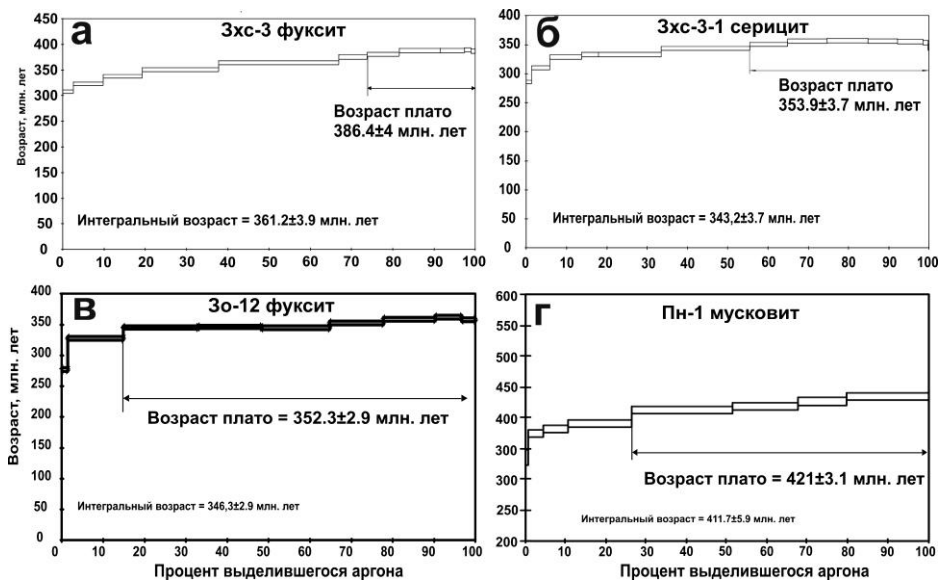 а
Зхс-3 фуксит
450
400
350
300
250
200
150
100
50
0
Возраст, млн. лет
Возраст плато
386.4±4 млн. лет
Интегральный возраст = 361.2±3.9 млн. лет
0 10 20 30 40 50 60 70 80 90 100
б
Зхс-3-1 серицит
400
350
300
250
200
150
100
50
0
Возраст плато
353.9±3.7 млн. лет
Интегральный возраст = 343,2±3.7 млн. лет
0 10 20 30 40 50 60 70 80 90 100
в
Зо-12 фуксит
400
350
300
250
200
150
100
50
0
Возраст, млн. лет
Возраст плато = 352.3±2.9 млн. лет
Интегральный возраст = 346,3±2.9 млн. лет
0 10 20 30 40 50 60 70 80 90 100
Процент выделившегося аргона
г
Пн-1 мусковит
600
550
500
450
400
300
250
200
Возраст плато = 421±3.1 млн. лет
Интегральный возраст = 411.7±5.9 млн. лет
0 10 20 30 40 50 60 70 80 90 100
Процент выделившегося аргона